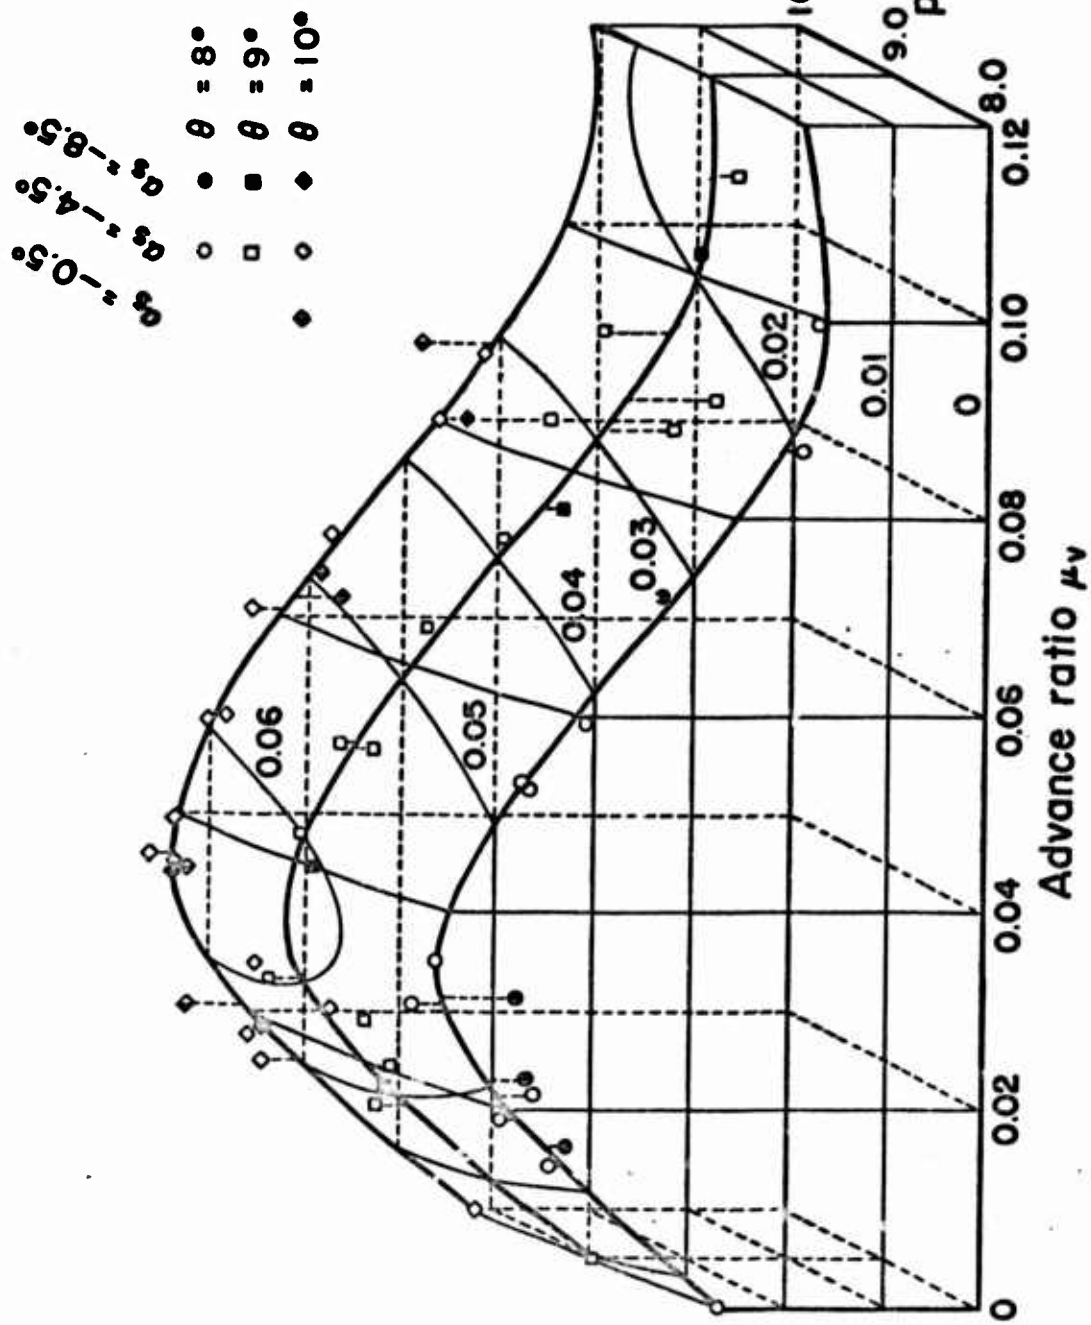 αs = -0.5°
αs = -4.5°
αs = -8.5°
○ ● θ = 8°
□ ■ θ = 9°
◆ ◇ ◆ θ = 10°
0.06
0.05
0.04
0.03
0.02
0.01
0
9.0
8.0
0
0.02
0.04
0.06
0.08
0.10
0.12
Advance ratio μv